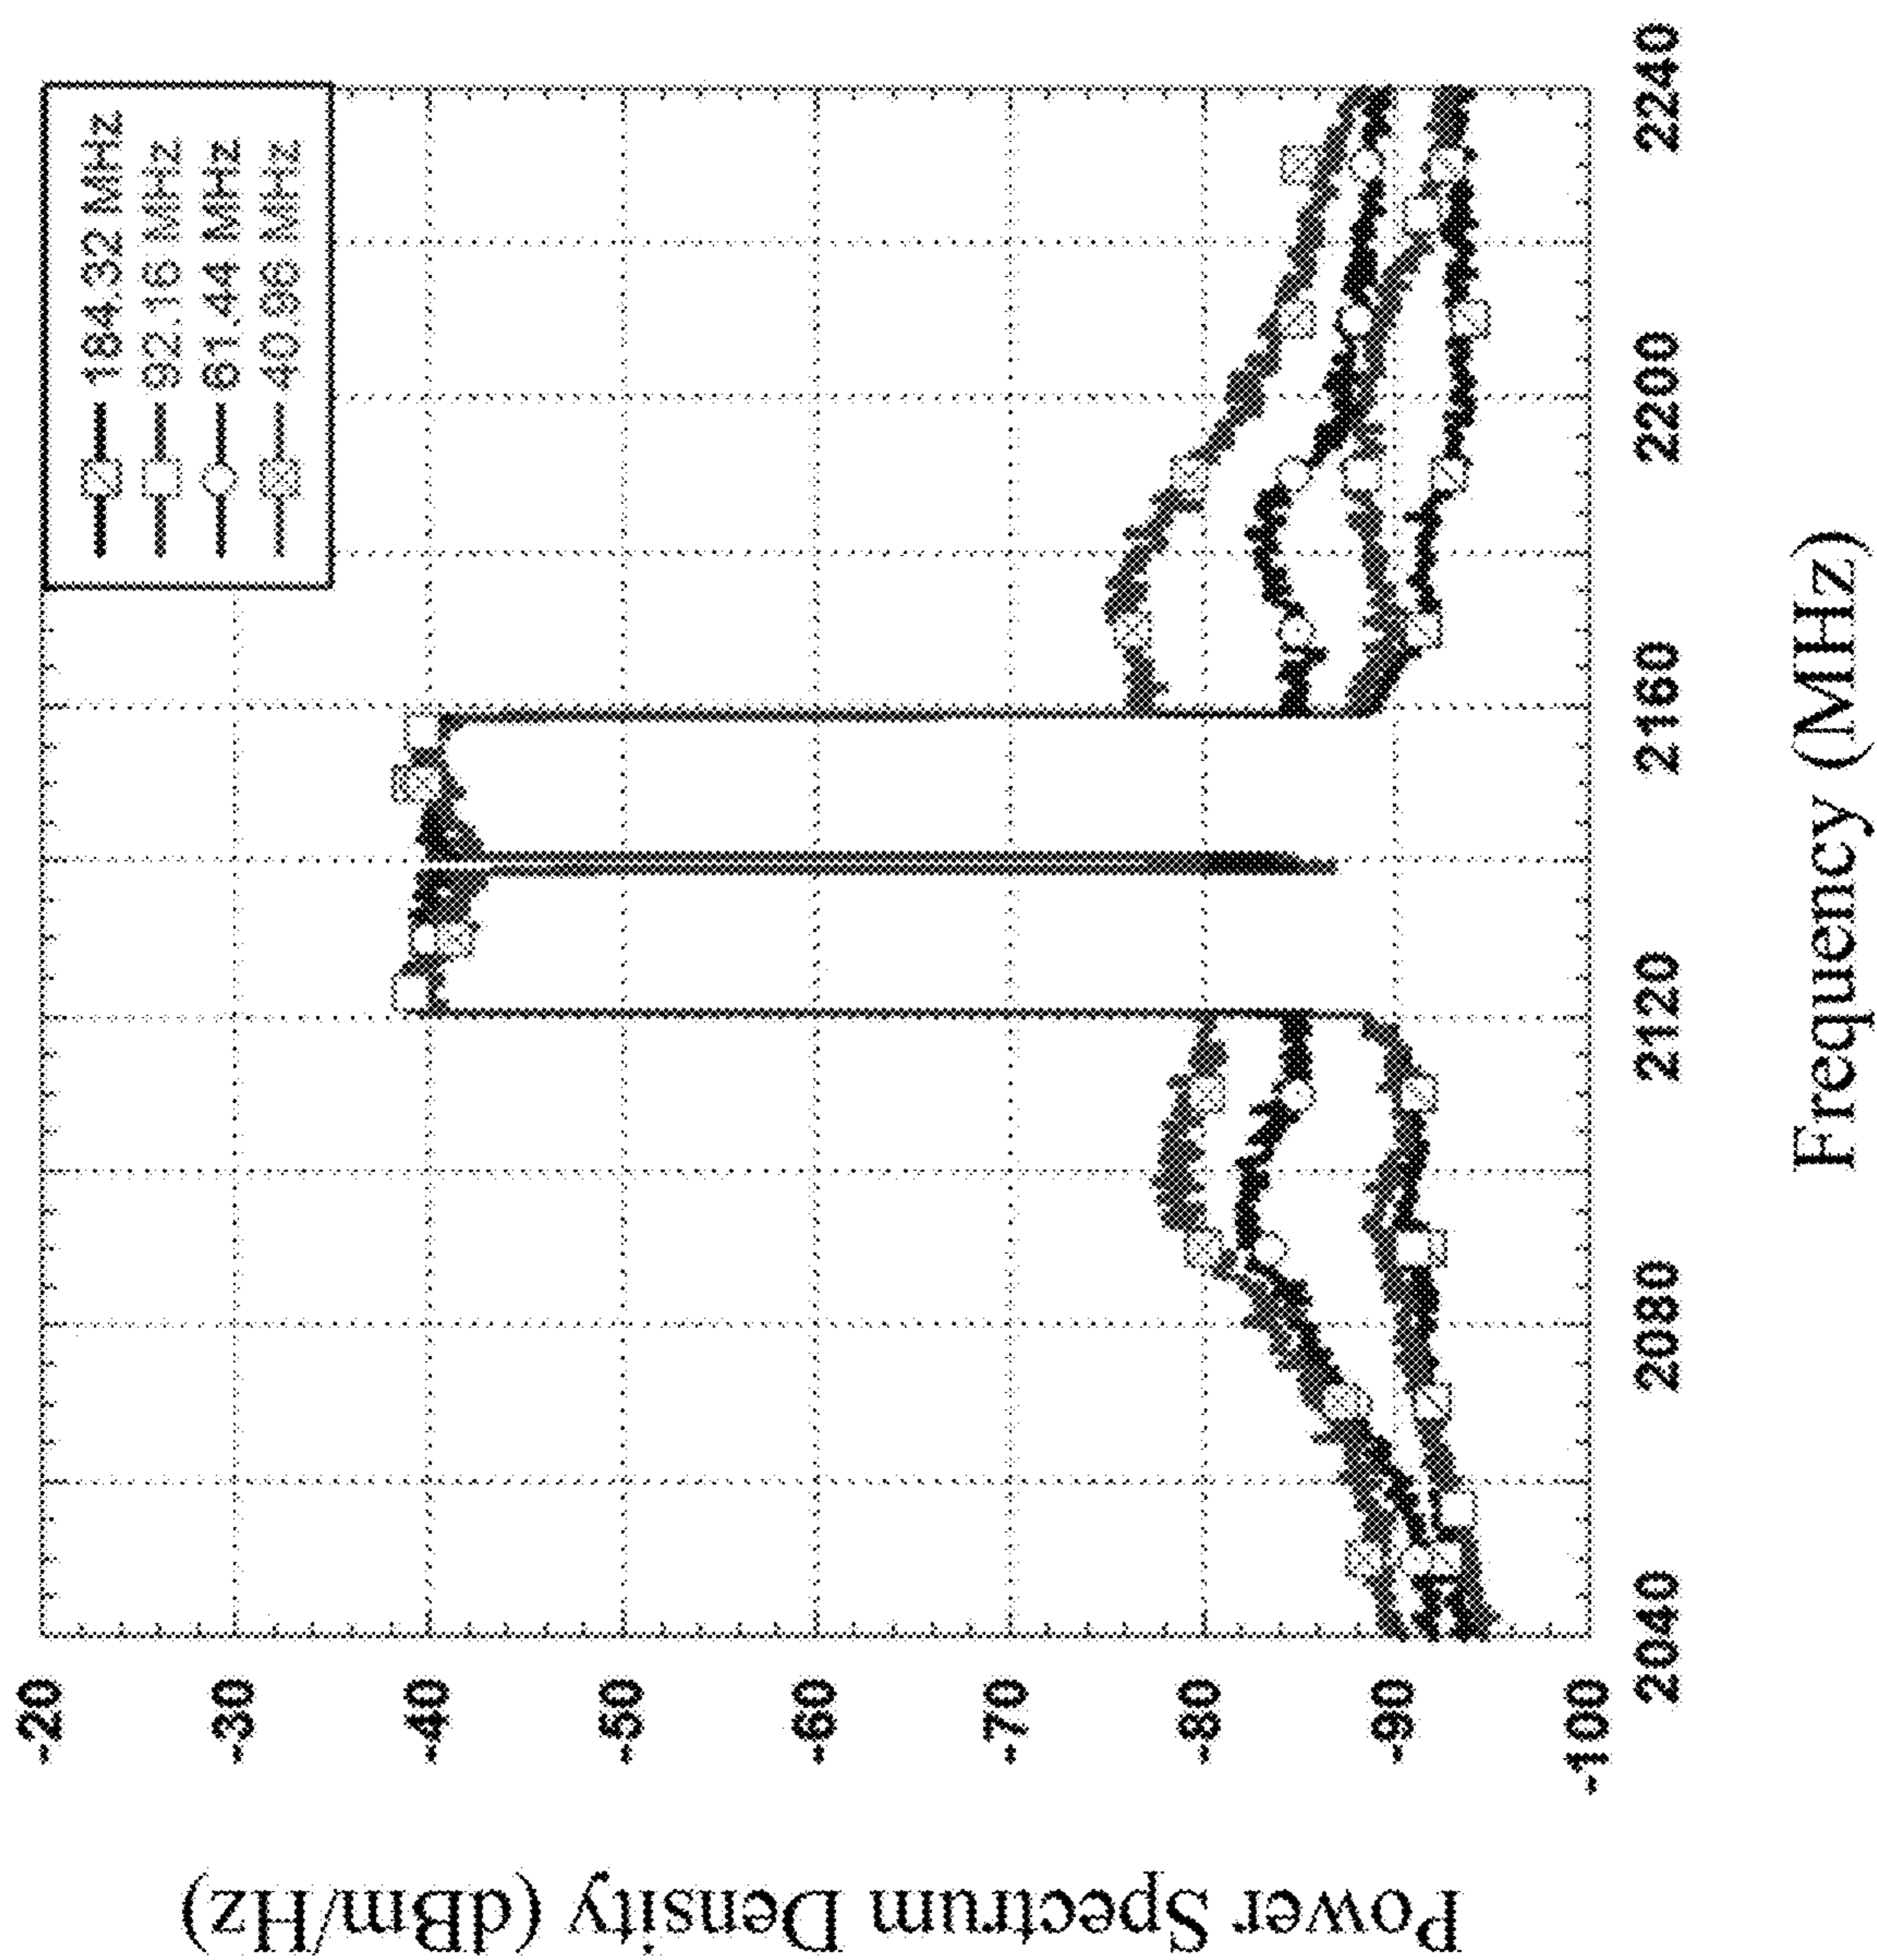 184.32 MHz
92.16 MHz
61.44 MHz
40.96 MHz
-20
-30
-40
-50
-60
-70
-80
-90
-100
2040
2080
2120
2160
2200
2240
Power Spectrum Density (dBm/Hz)
Frequency (MHz)